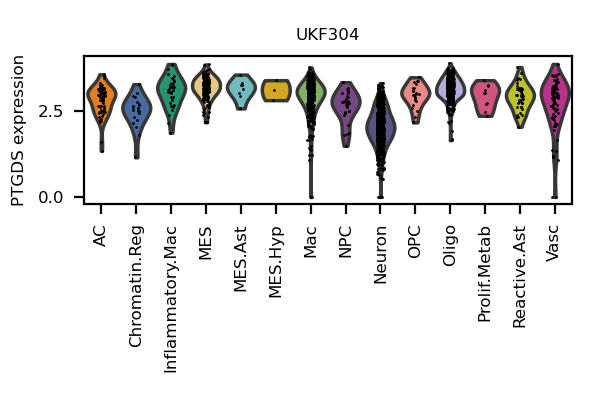 UKF304
PTGDS expression
2.5
0.0
AC
Chromatin.Reg
Inflammatory.Mac
MES
MES.Ast
MES.Hyp
Mac
NPC
Neuron
OPC
Oligo
Prolif.Metab
Reactive.Ast
Vasc